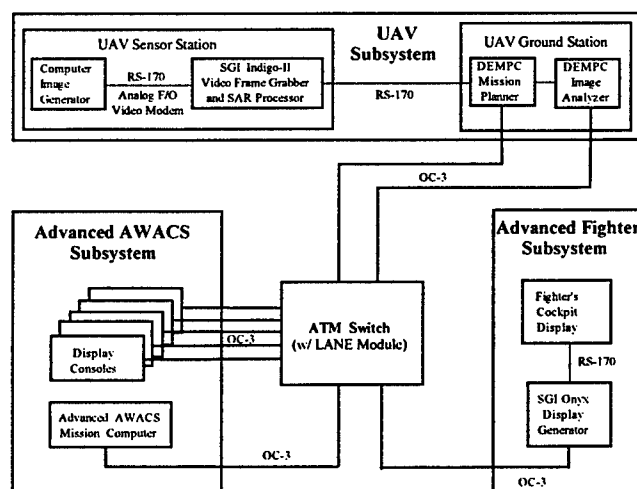 UAV Sensor Station
UAV
Subsystem
UAV Ground Station
Computer
Image
Generator
RS-170
Analog F/O
Video Modem
SGI Indigo-II
Video Frame Grabber
and SAR Processor
RS-170
DEMPC
Mission
Planner
DEMPC
Image
Analyzer
OC-3
OC-3
Advanced AWACS
Subsystem
Display
Consoles
OC-3
Advanced AWACS
Mission Computer
OC-3
ATM Switch
(w/ LANE Module)
Advanced Fighter
Subsystem
Fighter's
Cockpit
Display
RS-170
SGI Onyx
Display
Generator
OC-3